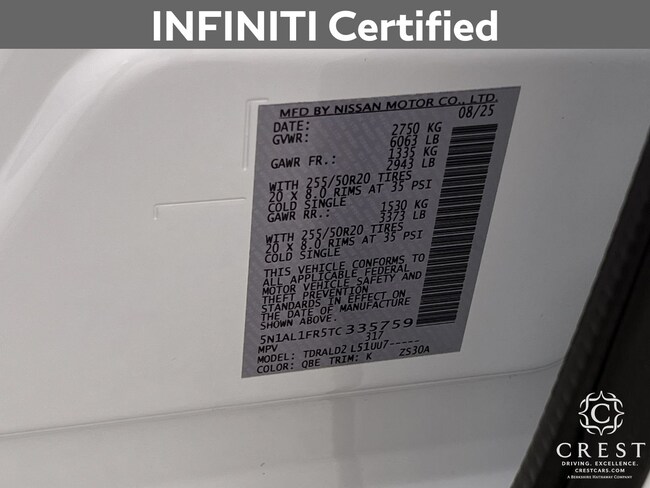 INFINITI Certified
MFD BY NISSAN MOTOR CO., LTD.
DATE: 08/25
GVWR: 2750 KG
6063 LB
GAWR FR.: 1335 KG
2943 LB
WITH 255/50R20 TIRES
20 X 8.0 RIMS AT 35 PSI
COLD SINGLE
GAWR RR.: 1530 KG
3373 LB
WITH 255/50R20 TIRES
20 X 8.0 RIMS AT 35 PSI
COLD SINGLE
THIS VEHICLE CONFORMS TO
ALL APPLICABLE FEDERAL
MOTOR VEHICLE SAFETY AND
THEFT PREVENTION
STANDARDS IN EFFECT ON
THE DATE OF MANUFACTURE
SHOWN ABOVE.
5N1AL1FR5TC335759
MPV 317
MODEL: TDRALD2 L51UU7-----
COLOR: QBE TRIM: K ZS30A
C
CREST
DRIVING. EXCELLENCE.
CRESTCARS.COM
A BERKSHIRE HATHAWAY COMPANY